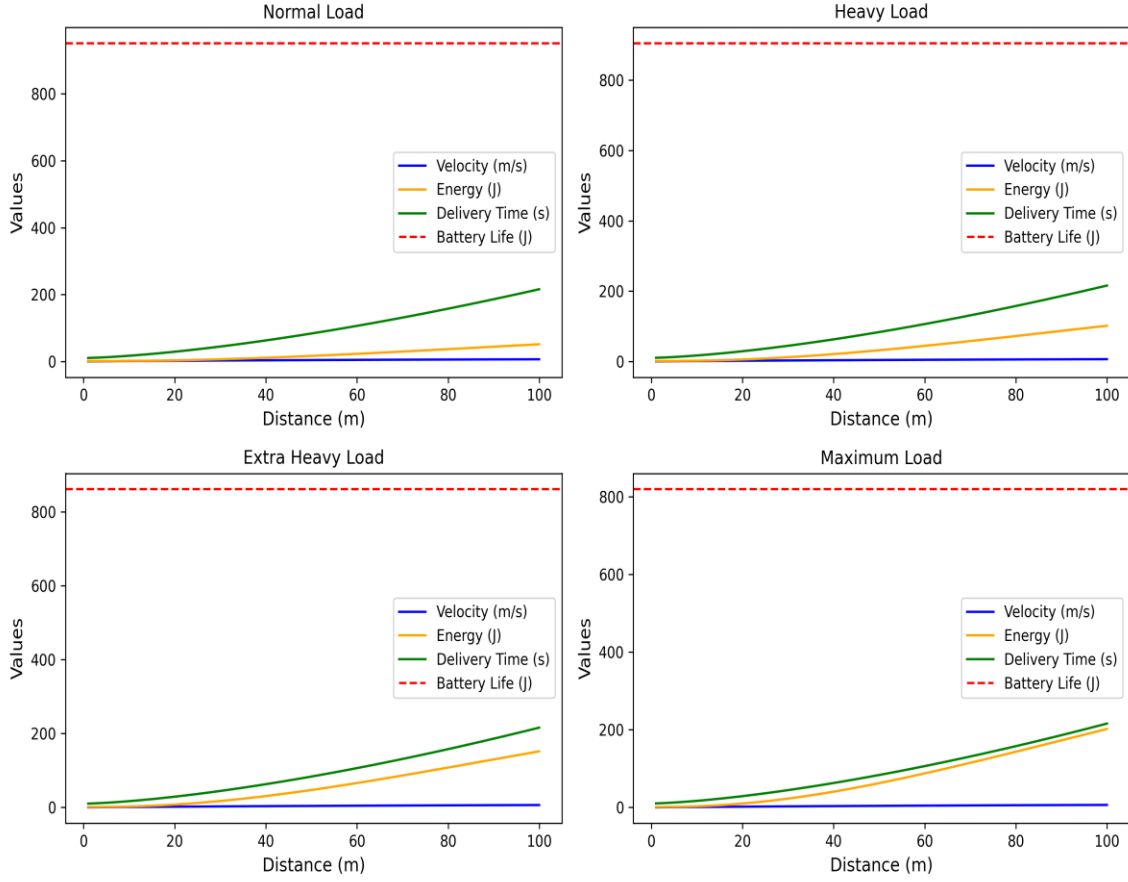 Normal Load
Values
800
600
400
200
0
Velocity (m/s)
Energy (J)
Delivery Time (s)
Battery Life (J)
0 20 40 60 80 100
Distance (m)
Heavy Load
Values
800
600
400
200
0
Velocity (m/s)
Energy (J)
Delivery Time (s)
Battery Life (J)
0 20 40 60 80 100
Distance (m)
Extra Heavy Load
Values
800
600
400
200
0
Velocity (m/s)
Energy (J)
Delivery Time (s)
Battery Life (J)
0 20 40 60 80 100
Distance (m)
Maximum Load
Values
800
600
400
200
0
Velocity (m/s)
Energy (J)
Delivery Time (s)
Battery Life (J)
0 20 40 60 80 100
Distance (m)